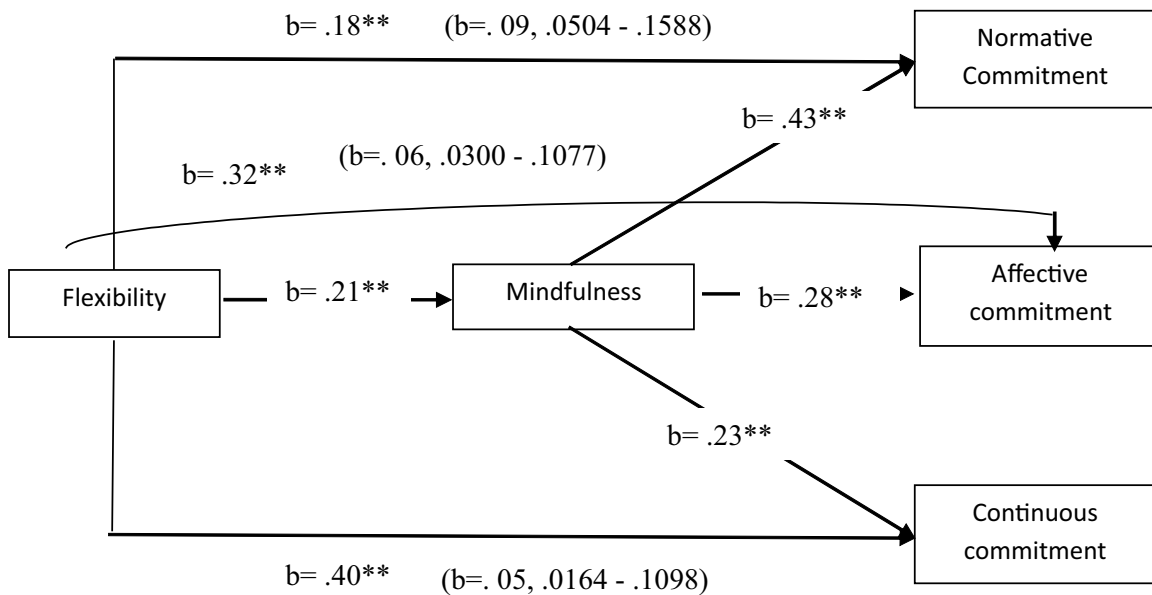 b= .18** (b=. 09, .0504 - .1588)
Normative
Commitment
b= .43**
(b=. 06, .0300 - .1077)
b= .32**
Flexibility
b= .21**
Mindfulness
b= .28**
Affective
commitment
b= .23**
Continuous
commitment
b= .40** (b=. 05, .0164 - .1098)